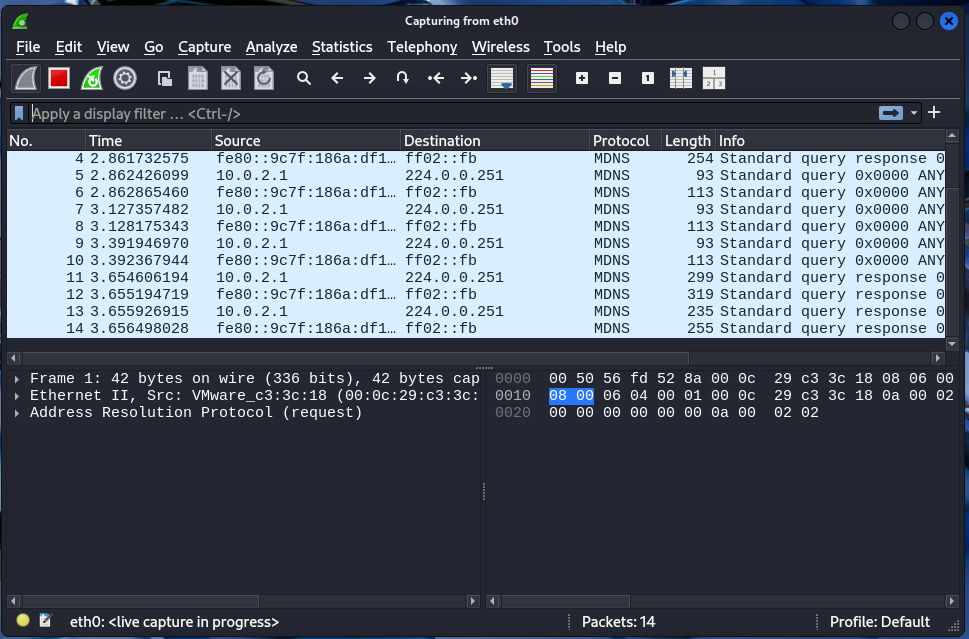 Capturing from eth0
File Edit View Go Capture Analyze Statistics Telephony Wireless Tools Help
Apply a display filter … <Ctrl-/>
No. Time Source Destination Protocol Length Info
4 2.861732575 fe80::9c7f:186a:df1… ff02::fb MDNS 254 Standard query response 0
5 2.862426099 10.0.2.1 224.0.0.251 MDNS 93 Standard query 0x0000 ANY
6 2.862865460 fe80::9c7f:186a:df1… ff02::fb MDNS 113 Standard query 0x0000 ANY
7 3.127357482 10.0.2.1 224.0.0.251 MDNS 93 Standard query 0x0000 ANY
8 3.128175343 fe80::9c7f:186a:df1… ff02::fb MDNS 113 Standard query 0x0000 ANY
9 3.391946970 10.0.2.1 224.0.0.251 MDNS 93 Standard query 0x0000 ANY
10 3.392367944 fe80::9c7f:186a:df1… ff02::fb MDNS 113 Standard query 0x0000 ANY
11 3.654606194 10.0.2.1 224.0.0.251 MDNS 299 Standard query response 0
12 3.655194719 fe80::9c7f:186a:df1… ff02::fb MDNS 319 Standard query response 0
13 3.655926915 10.0.2.1 224.0.0.251 MDNS 235 Standard query response 0
14 3.656498028 fe80::9c7f:186a:df1… ff02::fb MDNS 255 Standard query response 0
Frame 1: 42 bytes on wire (336 bits), 42 bytes cap
Ethernet II, Src: VMware_c3:3c:18 (00:0c:29:c3:3c:
Address Resolution Protocol (request)
0000 00 50 56 fd 52 8a 00 0c 29 c3 3c 18 08 06 00
0010 08 00 06 04 00 01 00 0c 29 c3 3c 18 0a 00 02
0020 00 00 00 00 00 00 0a 00 02 02
eth0: <live capture in progress> Packets: 14 Profile: Default